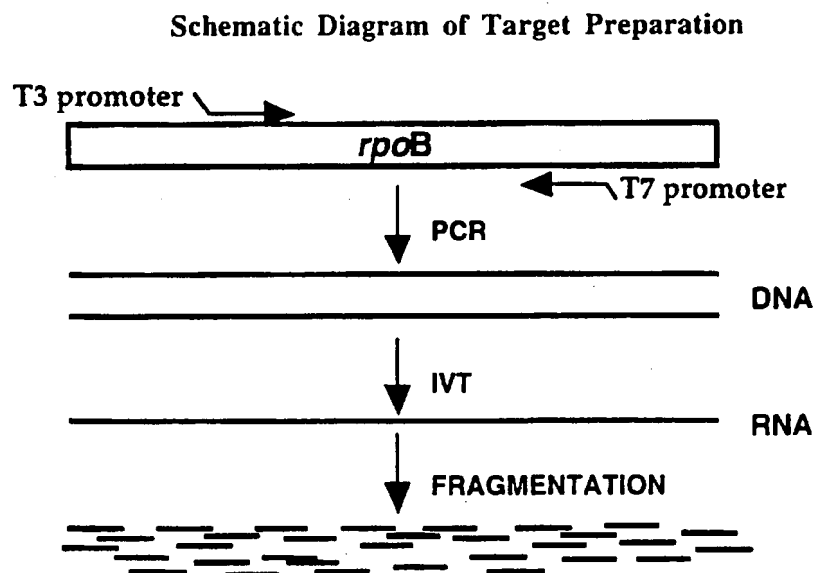 Schematic Diagram of Target Preparation
T3 promoter
rpoB
T7 promoter
PCR
DNA
IVT
RNA
FRAGMENTATION